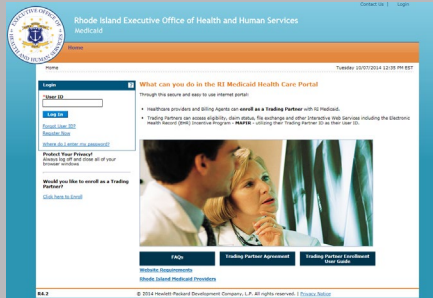 Contact Us | Login
Rhode Island Executive Office of Health and Human Services
Medicaid
Home
Home
Tuesday 10/07/2014 12:35 PM EST
Login ?
*User ID
Log In
Forgot User ID?
Register Now
Where do I enter my password?
Protect Your Privacy!
Always log off and close all of your
browser windows
Would you like to enroll as a Trading
Partner?
Click here to Enroll
What can you do in the RI Medicaid Health Care Portal
Through this secure and easy to use internet portal:
• Healthcare providers and Billing Agents can enroll as a Trading Partner with RI Medicaid.
• Trading Partners can access eligibility, claim status, file exchange and other Interactive Web Services including the Electronic
Health Record (EHR) Incentive Program - MAPIR - utilizing their Trading Partner ID as their User ID.
FAQs
Trading Partner Agreement
Trading Partner Enrollment
User Guide
Website Requirements
Rhode Island Medicaid Providers
R4.2
© 2014 Hewlett-Packard Development Company, L.P. All rights reserved. | Privacy Notice